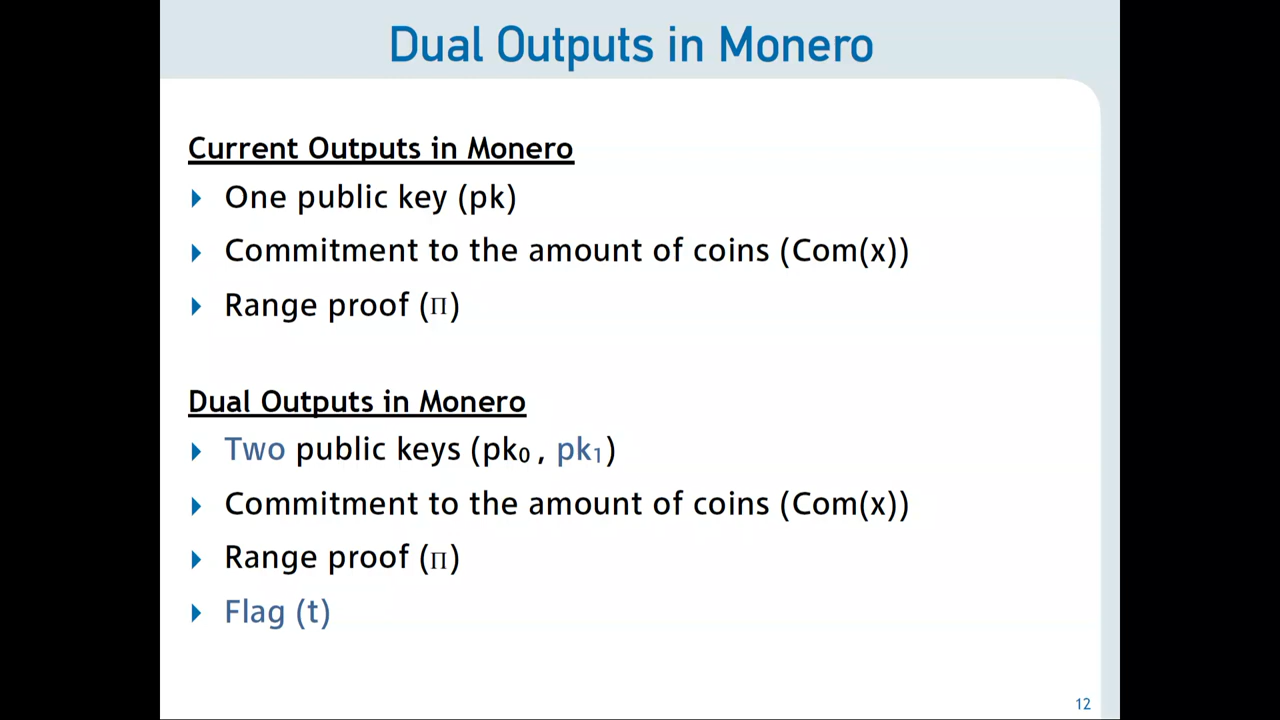 Dual Outputs in Monero
Current Outputs in Monero
One public key (pk)
Commitment to the amount of coins (Com(x))
Range proof (Π)
Dual Outputs in Monero
Two public keys (pk₀ , pk₁)
Commitment to the amount of coins (Com(x))
Range proof (Π)
Flag (t)
12